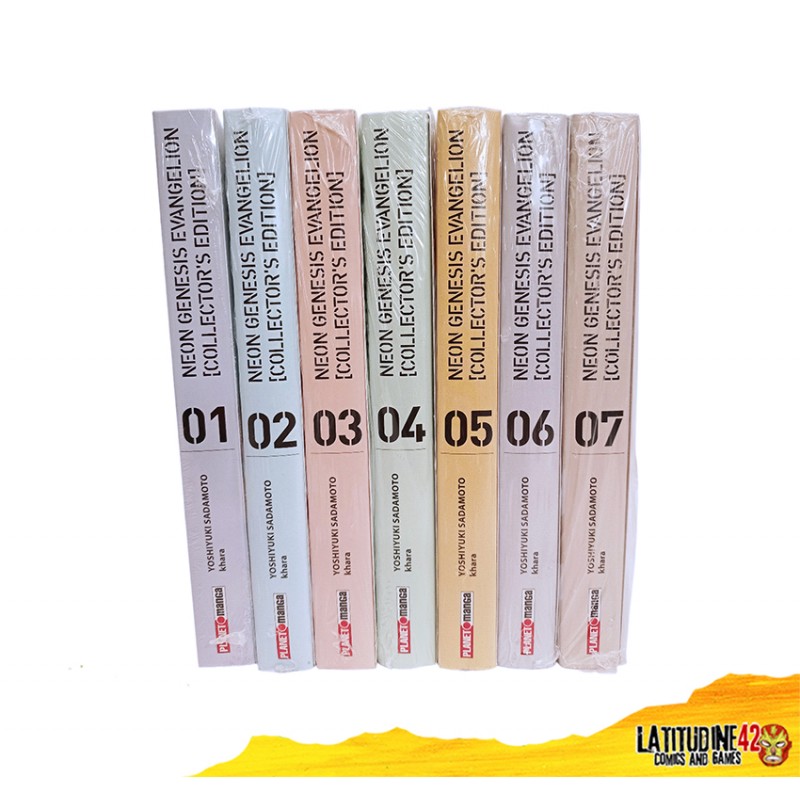 NEON GENESIS EVANGELION
[COLLECTOR'S EDITION]
01
YOSHIYUKI SADAMOTO
khara
PLANET manga
NEON GENESIS EVANGELION
[COLLECTOR'S EDITION]
02
YOSHIYUKI SADAMOTO
khara
PLANET manga
NEON GENESIS EVANGELION
[COLLECTOR'S EDITION]
03
YOSHIYUKI SADAMOTO
khara
PLANET manga
NEON GENESIS EVANGELION
[COLLECTOR'S EDITION]
04
YOSHIYUKI SADAMOTO
khara
PLANET manga
NEON GENESIS EVANGELION
[COLLECTOR'S EDITION]
05
YOSHIYUKI SADAMOTO
khara
PLANET manga
NEON GENESIS EVANGELION
[COLLECTOR'S EDITION]
06
YOSHIYUKI SADAMOTO
khara
PLANET manga
NEON GENESIS EVANGELION
[COLLECTOR'S EDITION]
07
YOSHIYUKI SADAMOTO
khara
PLANET manga
LATITUDINE42
COMICS AND GAMES